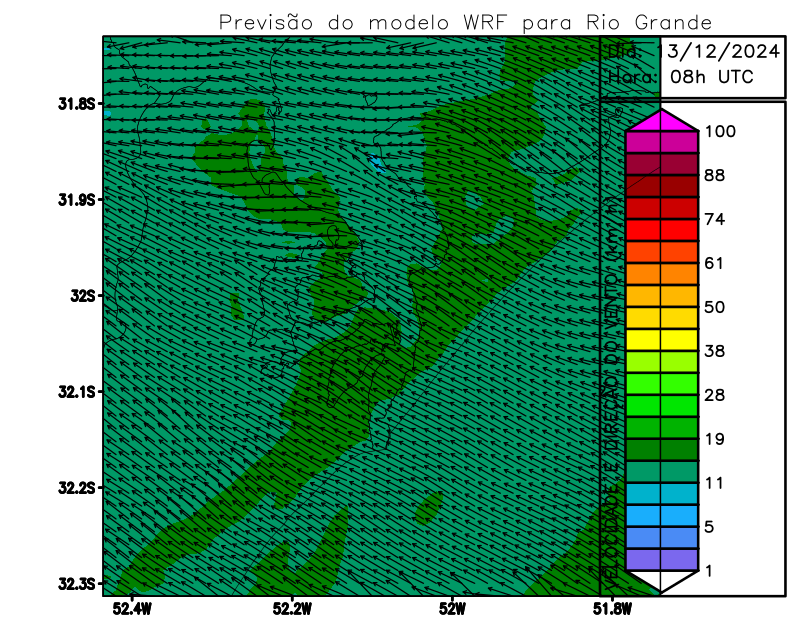 Previsão do modelo WRF para Rio Grande
Dia: 13/12/2024
Hora: 08h UTC
31.8S
31.9S
32S
32.1S
32.2S
32.3S
52.4W
52.2W
52W
51.8W
VELOCIDADE E DIREÇÃO DO VENTO (km/h)
100
88
74
61
50
38
28
19
11
5
1